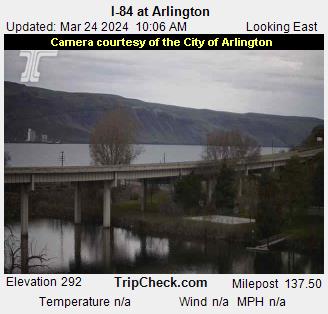 I-84 at Arlington
Updated: Mar 24 2024 10:06 AM Looking East
Camera courtesy of the City of Arlington
Elevation 292 TripCheck.com Milepost 137.50
Temperature n/a Wind n/a MPH n/a